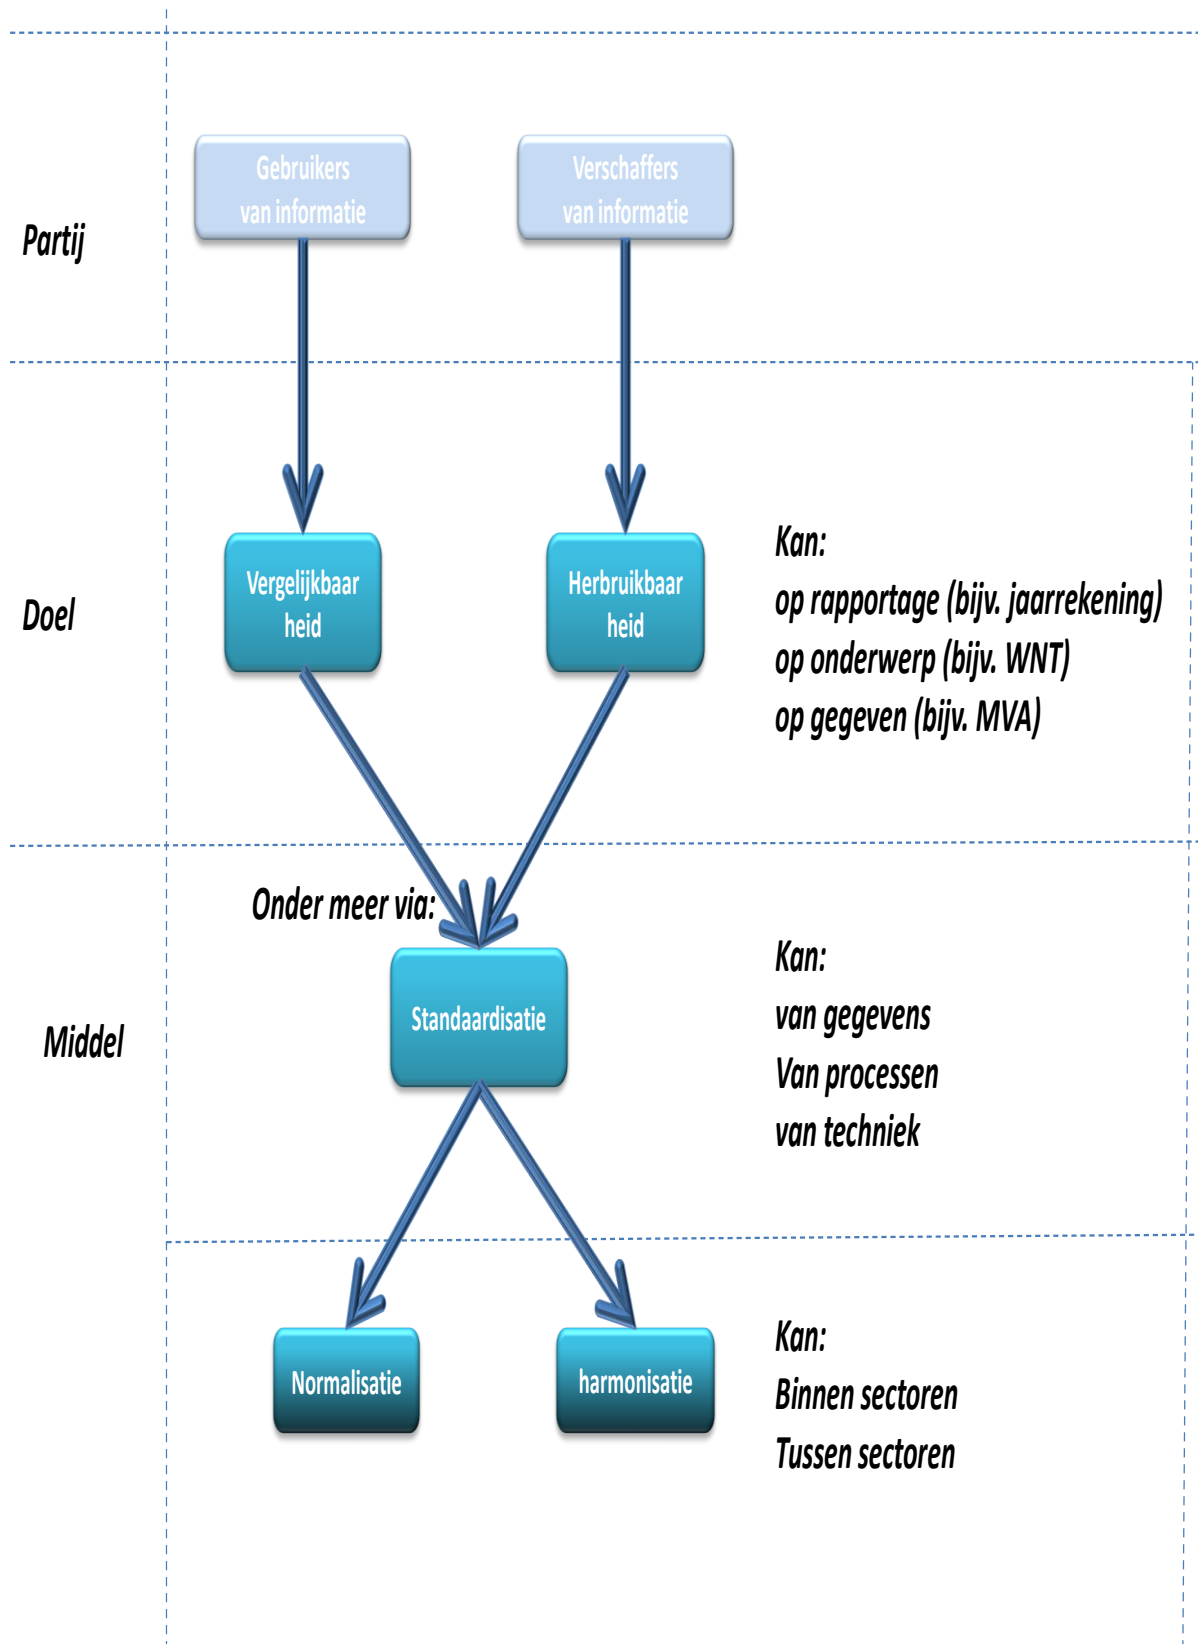 Gebruikers
van informatie
Verschaffers
van informatie
Partij
Doel
Vergelijkbaar
heid
Herbruikbaar
heid
Kan:
op rapportage (bijv. jaarrekening)
op onderwerp (bijv. WNT)
op gegeven (bijv. MVA)
Onder meer via:
Middel
Standaardisatie
Kan:
van gegevens
Van processen
van techniek
Normalisatie
harmonisatie
Kan:
Binnen sectoren
Tussen sectoren